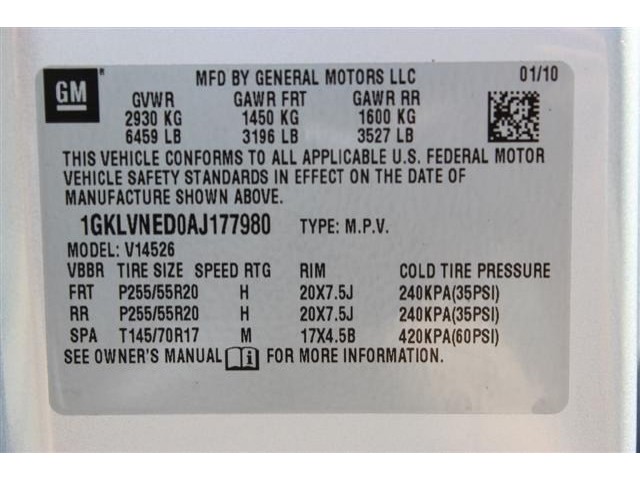 GM ® MFD BY GENERAL MOTORS LLC 01/10
GVWR GAWR FRT GAWR RR
2930 KG 1450 KG 1600 KG
6459 LB 3196 LB 3527 LB
THIS VEHICLE CONFORMS TO ALL APPLICABLE U.S. FEDERAL MOTOR
VEHICLE SAFETY STANDARDS IN EFFECT ON THE DATE OF
MANUFACTURE SHOWN ABOVE.
1GKLVNED0AJ177980 TYPE: M.P.V.
MODEL: V14526
VBBR TIRE SIZE SPEED RTG RIM COLD TIRE PRESSURE
FRT P255/55R20 H 20X7.5J 240KPA(35PSI)
RR P255/55R20 H 20X7.5J 240KPA(35PSI)
SPA T145/70R17 M 17X4.5B 420KPA(60PSI)
SEE OWNER'S MANUAL i FOR MORE INFORMATION.